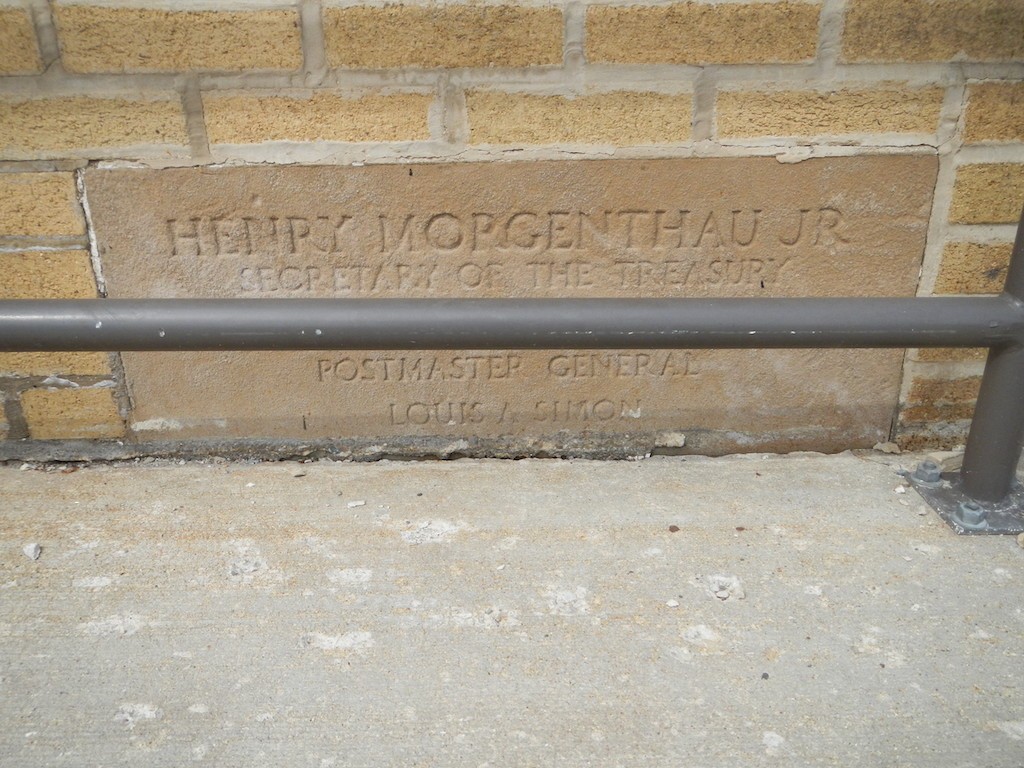 HENRY MORGENTHAU JR
SECRETARY OF THE TREASURY
POSTMASTER GENERAL
LOUIS A SIMON